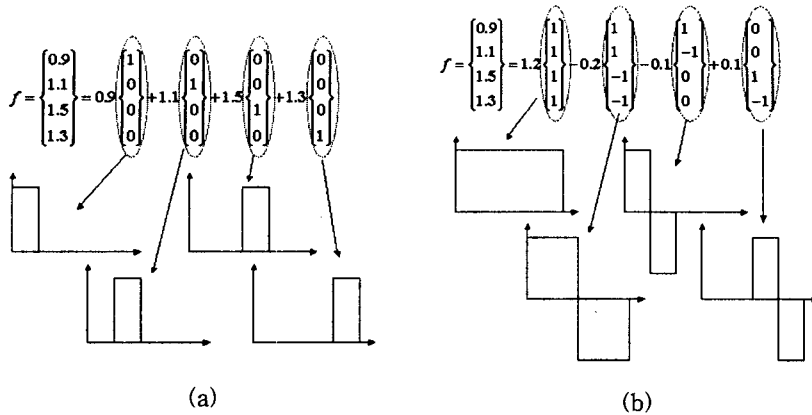 f = {0.9 1.1 1.5 1.3} = 0.9 {1 0 0 0} +1.1 {0 1 0 0} +1.5 {0 0 1 0} +1.3 {0 0 0 1}
(a)
f = {0.9 1.1 1.5 1.3} = 1.2 {1 1 1 1} -0.2 {1 1 -1 -1} -0.1 {1 -1 0 0} +0.1 {0 0 1 -1}
(b)